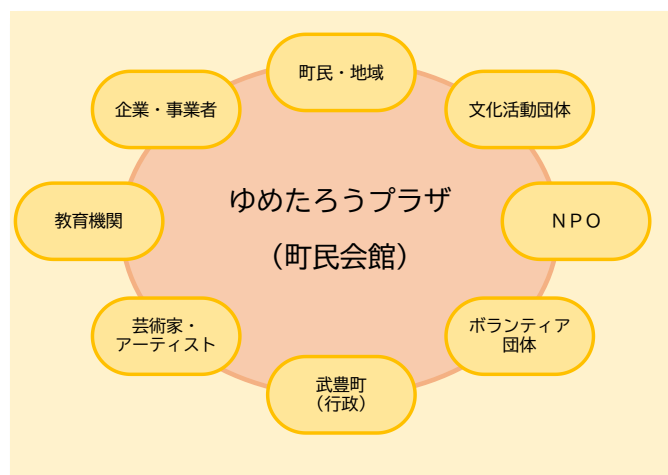 町民・地域
企業・事業者
文化活動団体
ゆめたろうプラザ
（町民会館）
教育機関
ＮＰＯ
芸術家・
アーティスト
ボランティア
団体
武豊町
（行政）